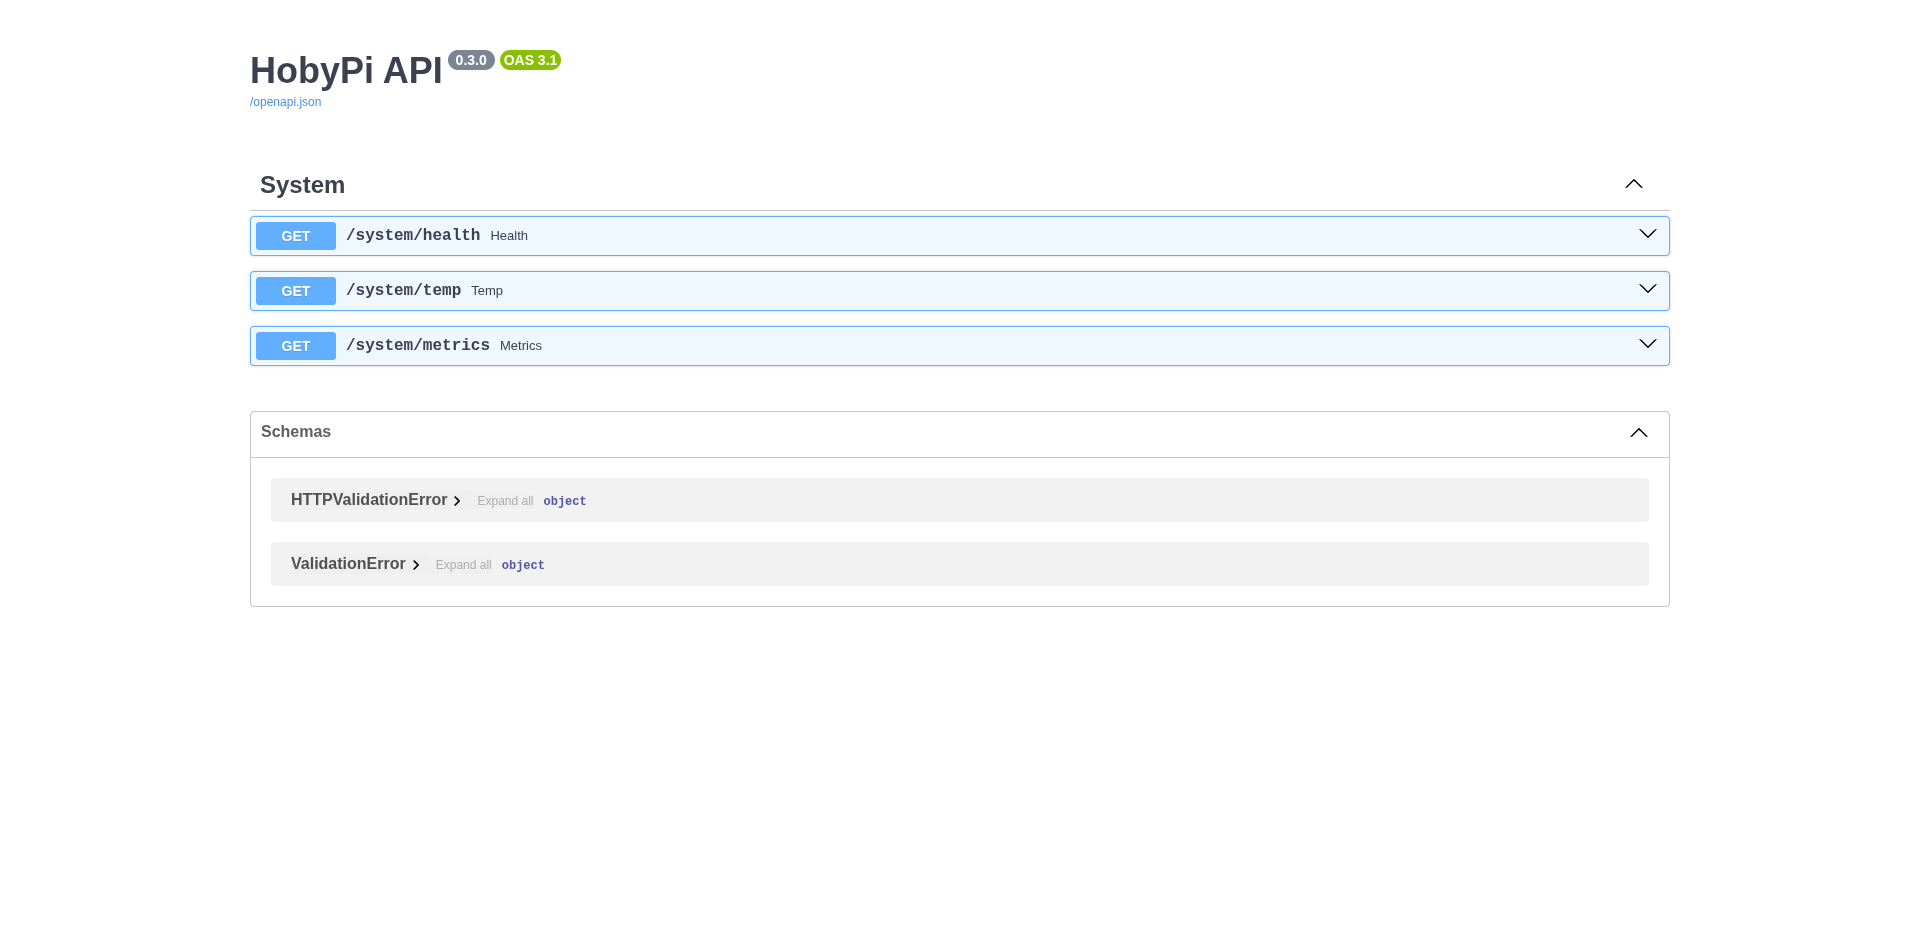 HobyPi API 0.3.0 OAS 3.1
/openapi.json
System
GET /system/health Health
GET /system/temp Temp
GET /system/metrics Metrics
Schemas
HTTPValidationError Expand all object
ValidationError Expand all object